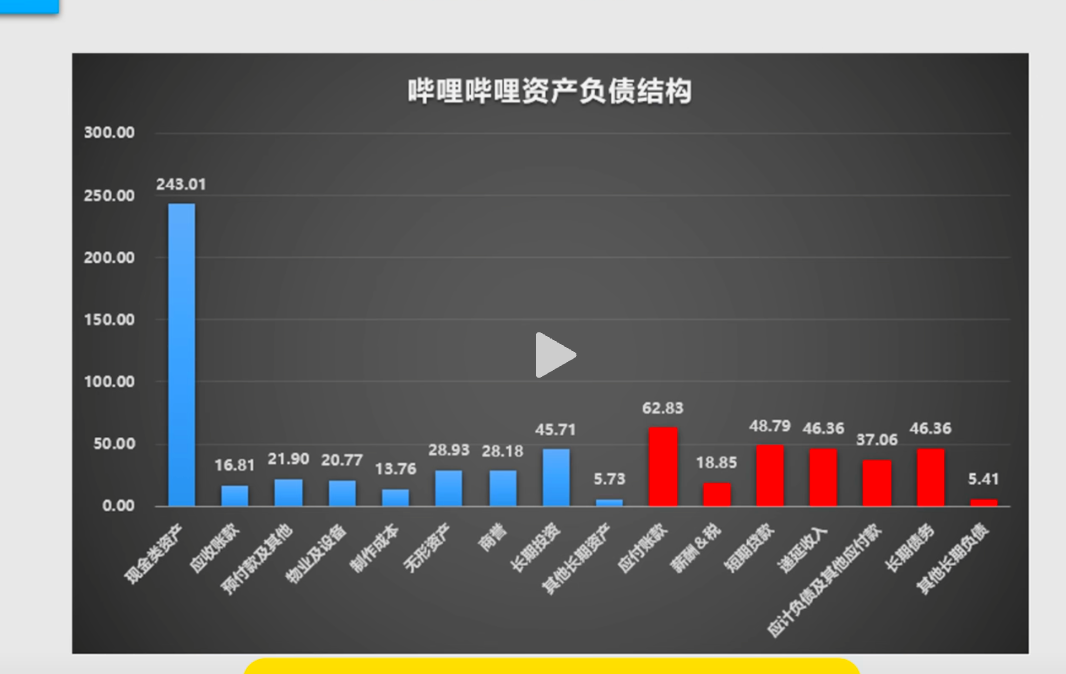 哔哩哔哩资产负债结构
300.00
250.00
200.00
150.00
100.00
50.00
0.00
243.01
16.81
21.90
20.77
13.76
28.93
28.18
45.71
5.73
62.83
18.85
48.79
46.36
37.06
46.36
5.41
现金类资产
应收账款
预付款及其他
物业及设备
制作成本
无形资产
商誉
长期投资
其他长期资产
应付账款
薪酬&税
短期贷款
递延收入
应计负债及其他应付款
长期债务
其他长期负债